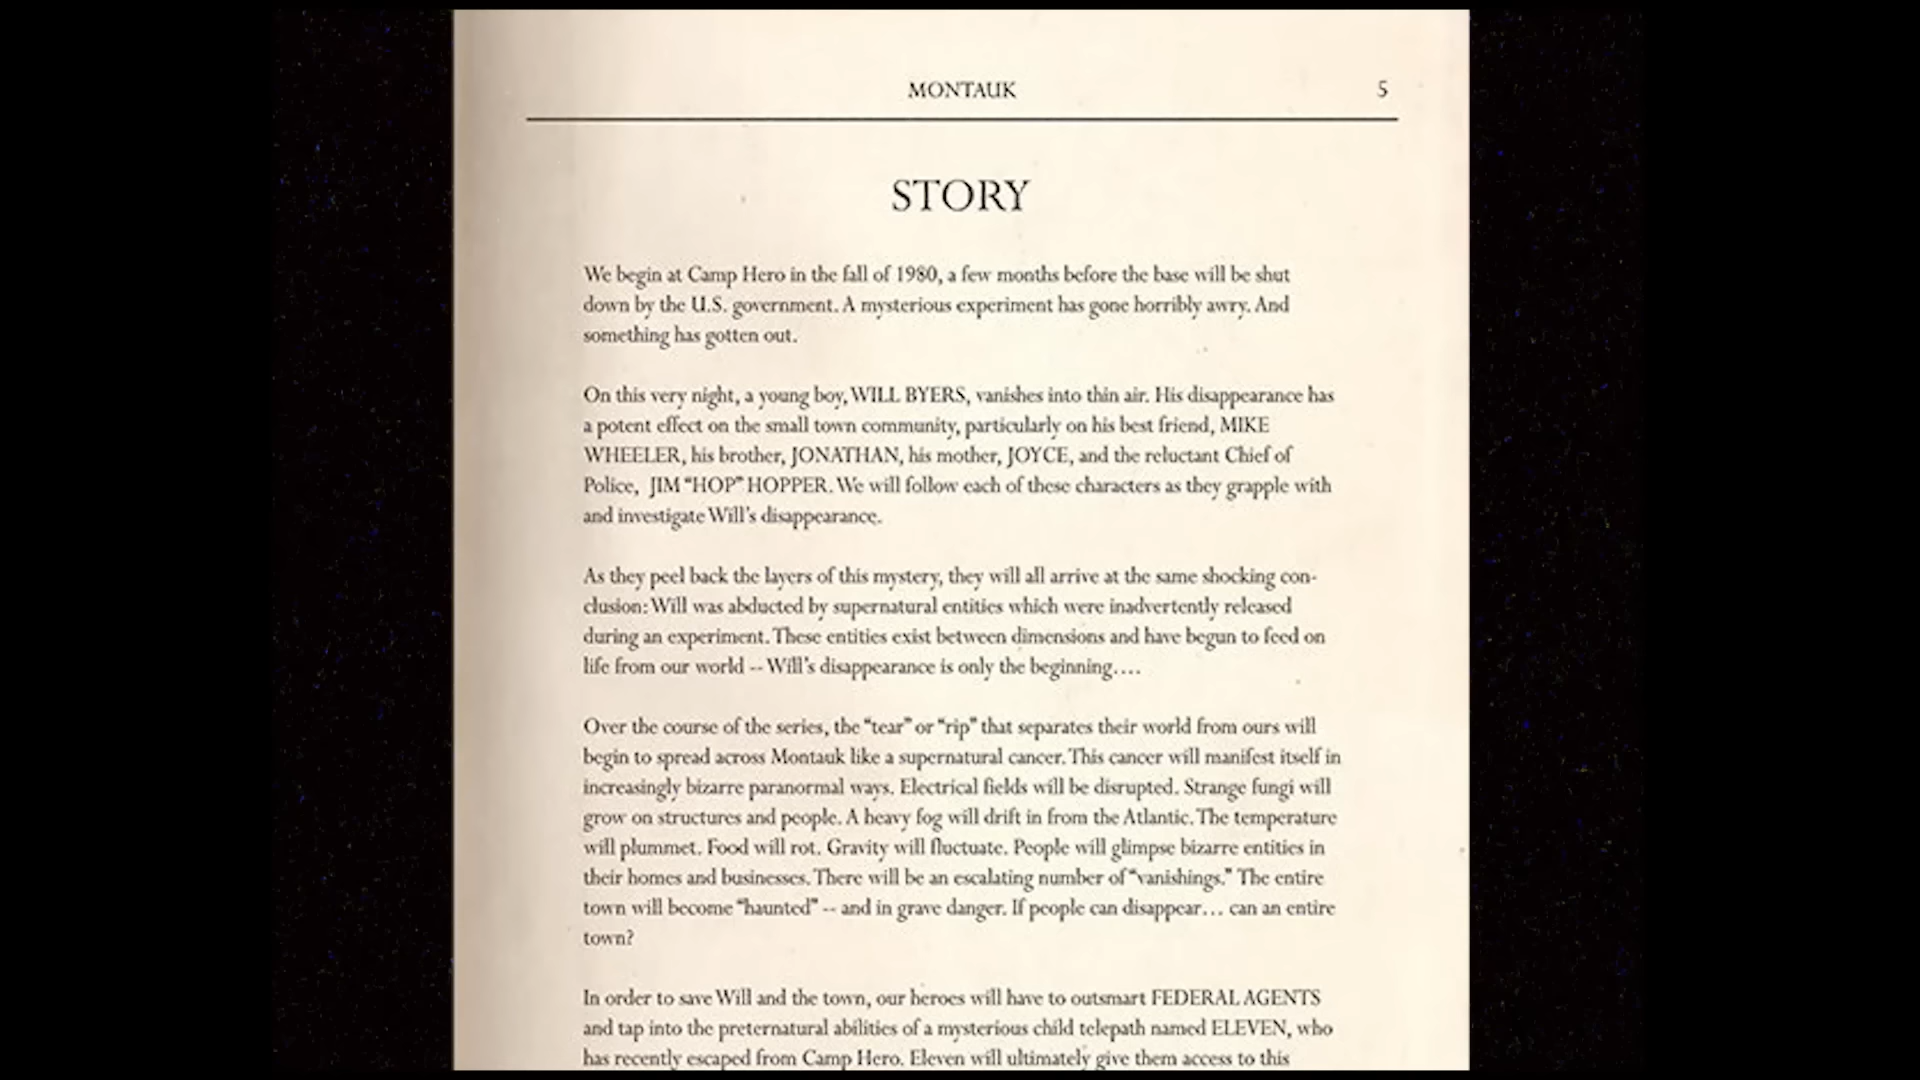 MONTAUK 5
STORY
We begin at Camp Hero in the fall of 1980, a few months before the base will be shut
down by the U.S. government. A mysterious experiment has gone horribly awry. And
something has gotten out.
On this very night, a young boy, WILL BYERS, vanishes into thin air. His disappearance has
a potent effect on the small town community, particularly on his best friend, MIKE
WHEELER, his brother, JONATHAN, his mother, JOYCE, and the reluctant Chief of
Police, JIM “HOP” HOPPER. We will follow each of these characters as they grapple with
and investigate Will’s disappearance.
As they peel back the layers of this mystery, they will all arrive at the same shocking con-
clusion: Will was abducted by supernatural entities which were inadvertently released
during an experiment. These entities exist between dimensions and have begun to feed on
life from our world -- Will’s disappearance is only the beginning....
Over the course of the series, the “tear” or “rip” that separates their world from ours will
begin to spread across Montauk like a supernatural cancer. This cancer will manifest itself in
increasingly bizarre paranormal ways. Electrical fields will be disrupted. Strange fungi will
grow on structures and people. A heavy fog will drift in from the Atlantic. The temperature
will plummet. Food will rot. Gravity will fluctuate. People will glimpse bizarre entities in
their homes and businesses. There will be an escalating number of “vanishings.” The entire
town will become “haunted” -- and in grave danger. If people can disappear... can an entire
town?
In order to save Will and the town, our heroes will have to outsmart FEDERAL AGENTS
and tap into the preternatural abilities of a mysterious child telepath named ELEVEN, who
has recently escaped from Camp Hero. Eleven will ultimately give them access to this